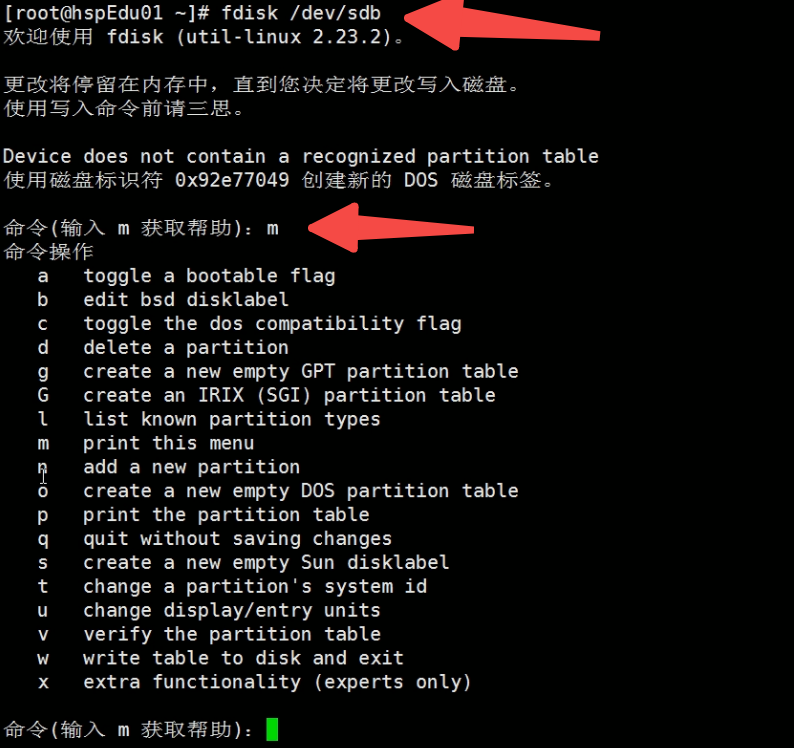 [root@hspEdu01 ~]# fdisk /dev/sdb
欢迎使用 fdisk (util-linux 2.23.2)。
更改将停留在内存中，直到您决定将更改写入磁盘。
使用写入命令前请三思。
Device does not contain a recognized partition table
使用磁盘标识符 0x92e77049 创建新的 DOS 磁盘标签。
命令(输入 m 获取帮助)：m
命令操作
a   toggle a bootable flag
b   edit bsd disklabel
c   toggle the dos compatibility flag
d   delete a partition
g   create a new empty GPT partition table
G   create an IRIX (SGI) partition table
l   list known partition types
m   print this menu
n   add a new partition
o   create a new empty DOS partition table
p   print the partition table
q   quit without saving changes
s   create a new empty Sun disklabel
t   change a partition's system id
u   change display/entry units
v   verify the partition table
w   write table to disk and exit
x   extra functionality (experts only)
命令(输入 m 获取帮助)：